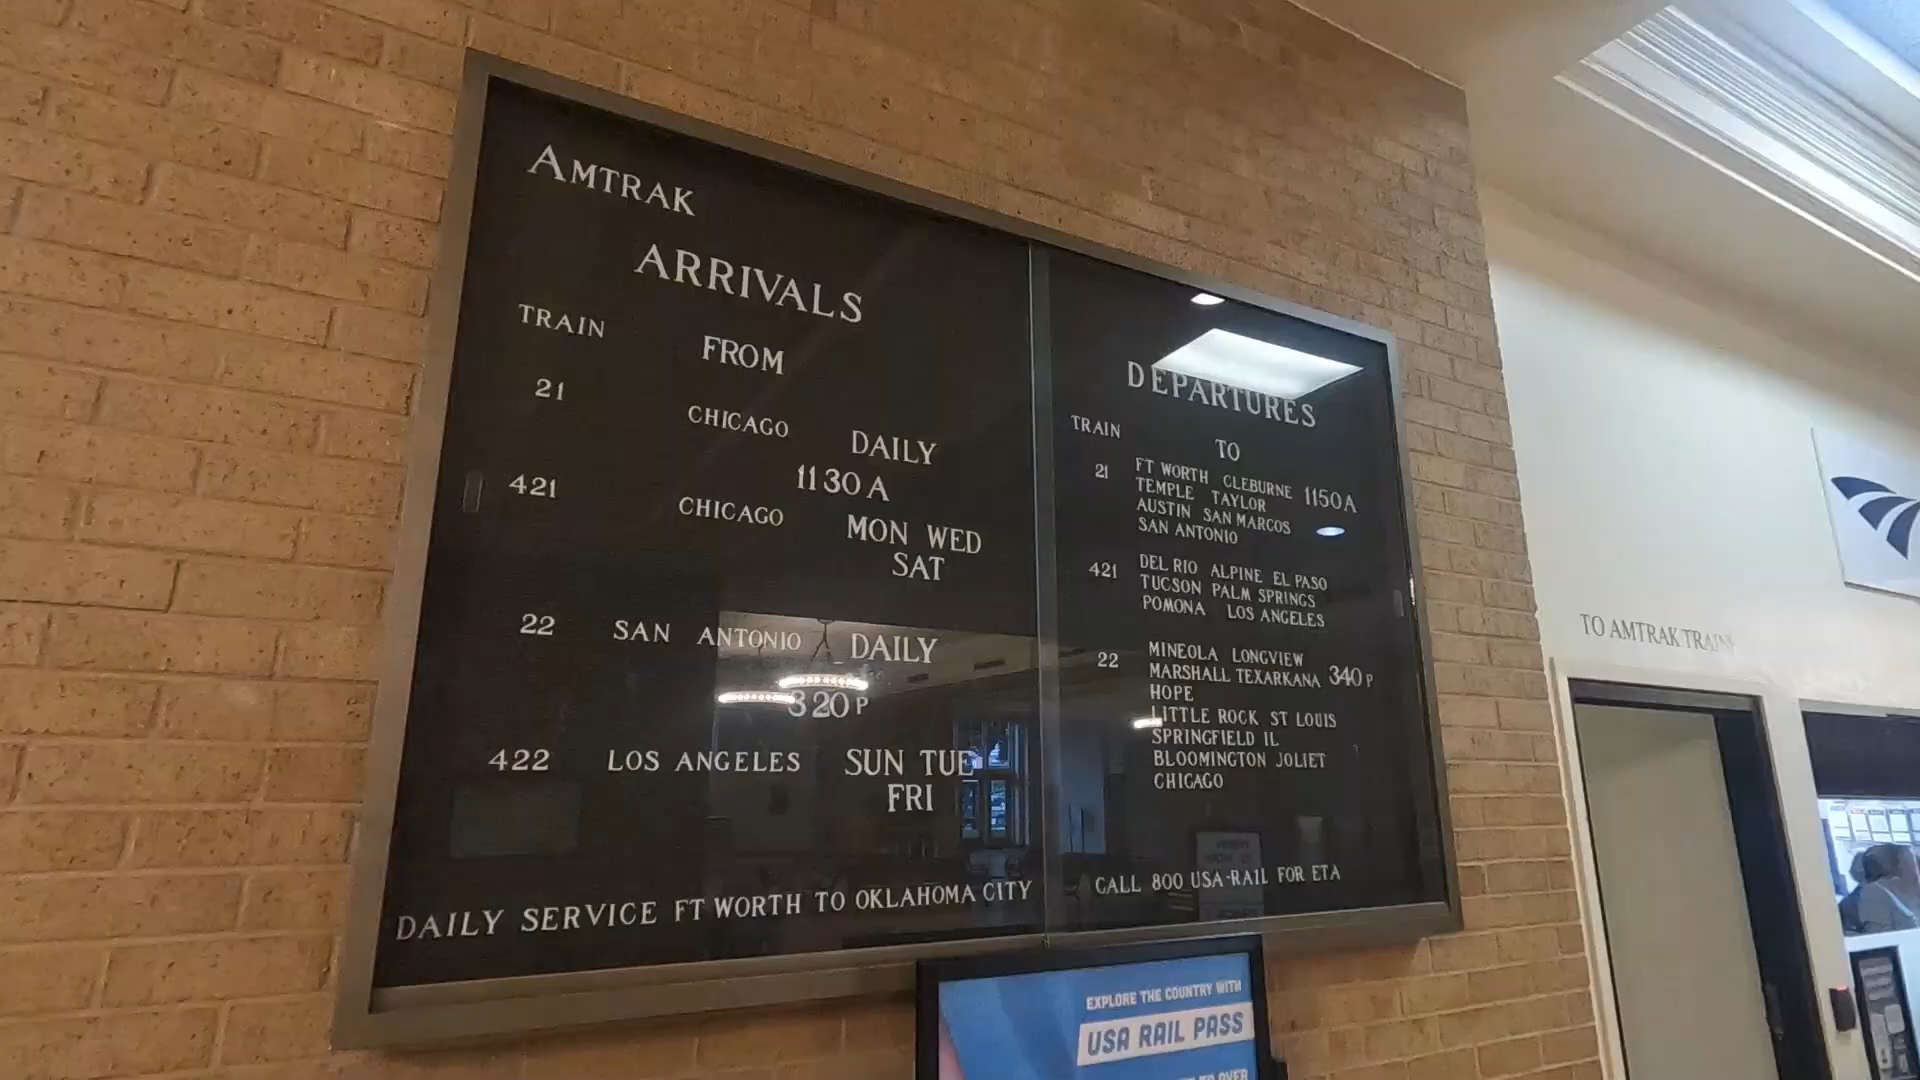 AMTRAK
ARRIVALS
TRAIN FROM
21 CHICAGO DAILY
1130 A
421 CHICAGO MON WED
SAT
22 SAN ANTONIO DAILY
320 P
422 LOS ANGELES SUN TUE
FRI
DAILY SERVICE FT WORTH TO OKLAHOMA CITY
DEPARTURES
TRAIN TO
21 FT WORTH CLEBURNE 1150 A
TEMPLE TAYLOR
AUSTIN SAN MARCOS
SAN ANTONIO
421 DEL RIO ALPINE EL PASO
TUCSON PALM SPRINGS
POMONA LOS ANGELES
22 MINEOLA LONGVIEW
MARSHALL TEXARKANA 340 P
HOPE
LITTLE ROCK ST LOUIS
SPRINGFIELD IL
BLOOMINGTON JOLIET
CHICAGO
CALL 800 USA-RAIL FOR ETA
EXPLORE THE COUNTRY WITH
USA RAIL PASS
TO OVER
TO AMTRAK TRAINS